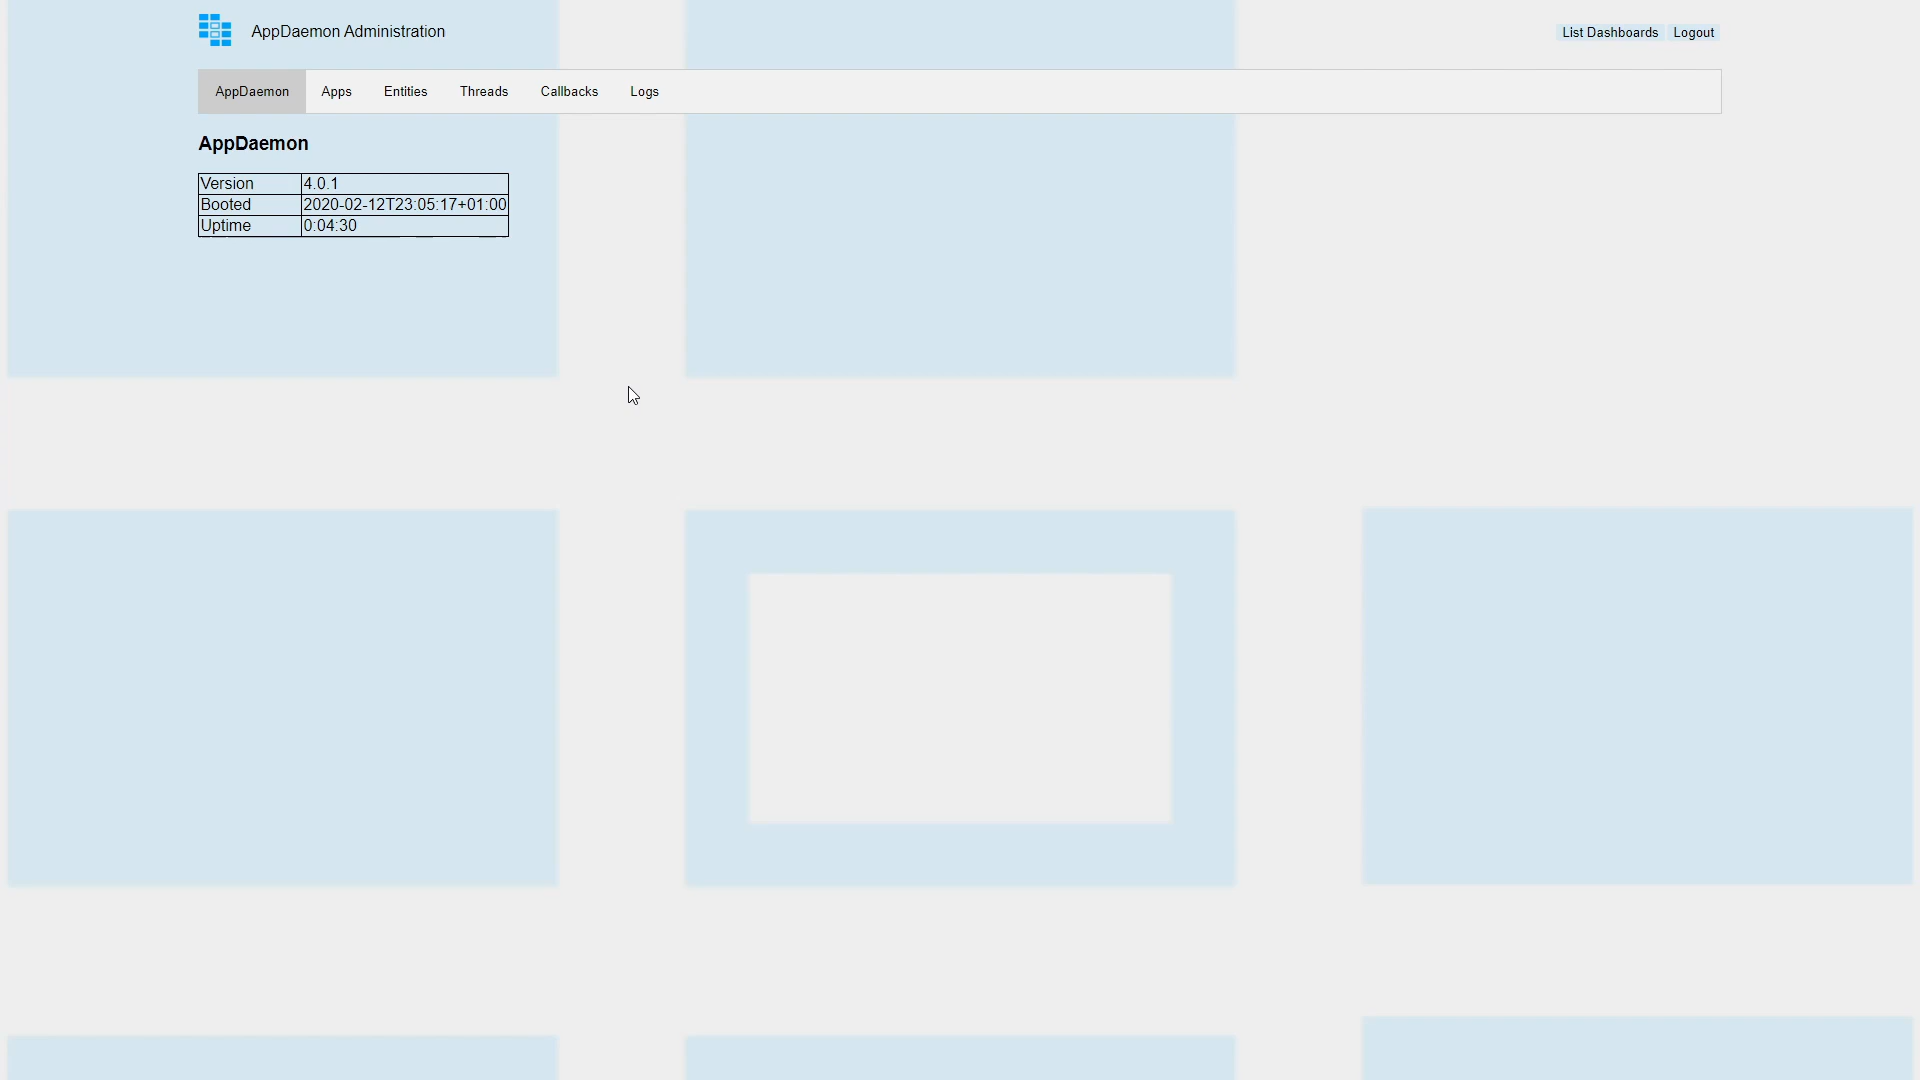 AppDaemon Administration
List Dashboards Logout
AppDaemon Apps Entities Threads Callbacks Logs
AppDaemon
Version 4.0.1
Booted 2020-02-12T23:05:17+01:00
Uptime 0:04:30